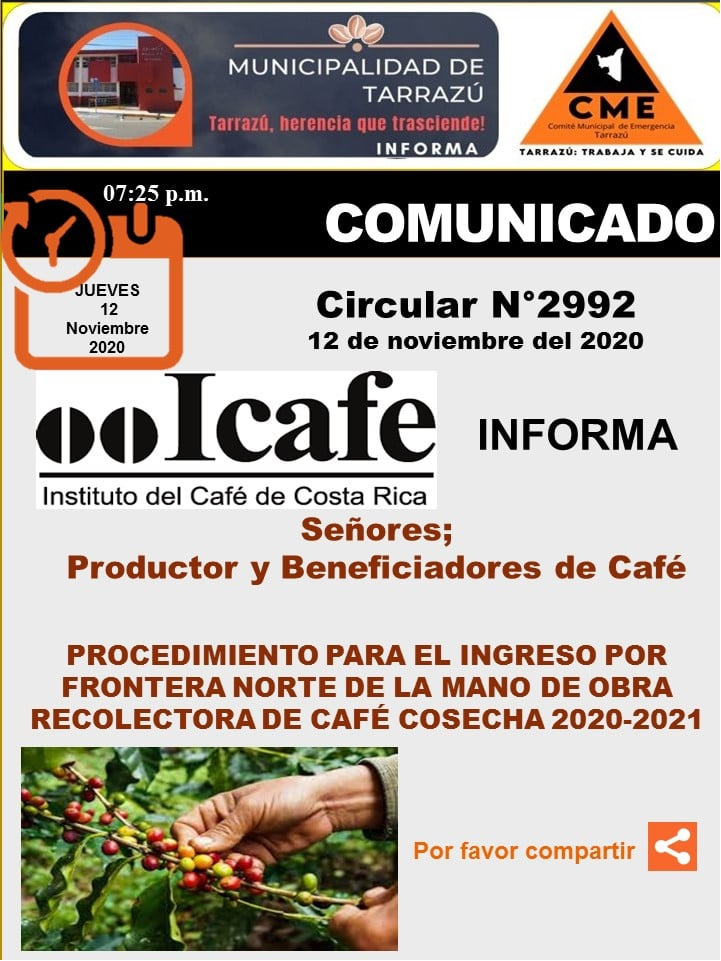 MUNICIPALIDAD DE
TARRAZÚ
Tarrazú, herencia que trasciende!
INFORMA
CME
Comité Municipal de Emergencia
Tarrazú
TARRAZÚ: TRABAJA Y SE CUIDA
07:25 p.m.
COMUNICADO
JUEVES
12
Noviembre
2020
Circular N°2992
12 de noviembre del 2020
Icafe
Instituto del Café de Costa Rica
INFORMA
Señores;
Productor y Beneficiadores de Café
PROCEDIMIENTO PARA EL INGRESO POR
FRONTERA NORTE DE LA MANO DE OBRA
RECOLECTORA DE CAFÉ COSECHA 2020-2021
Por favor compartir